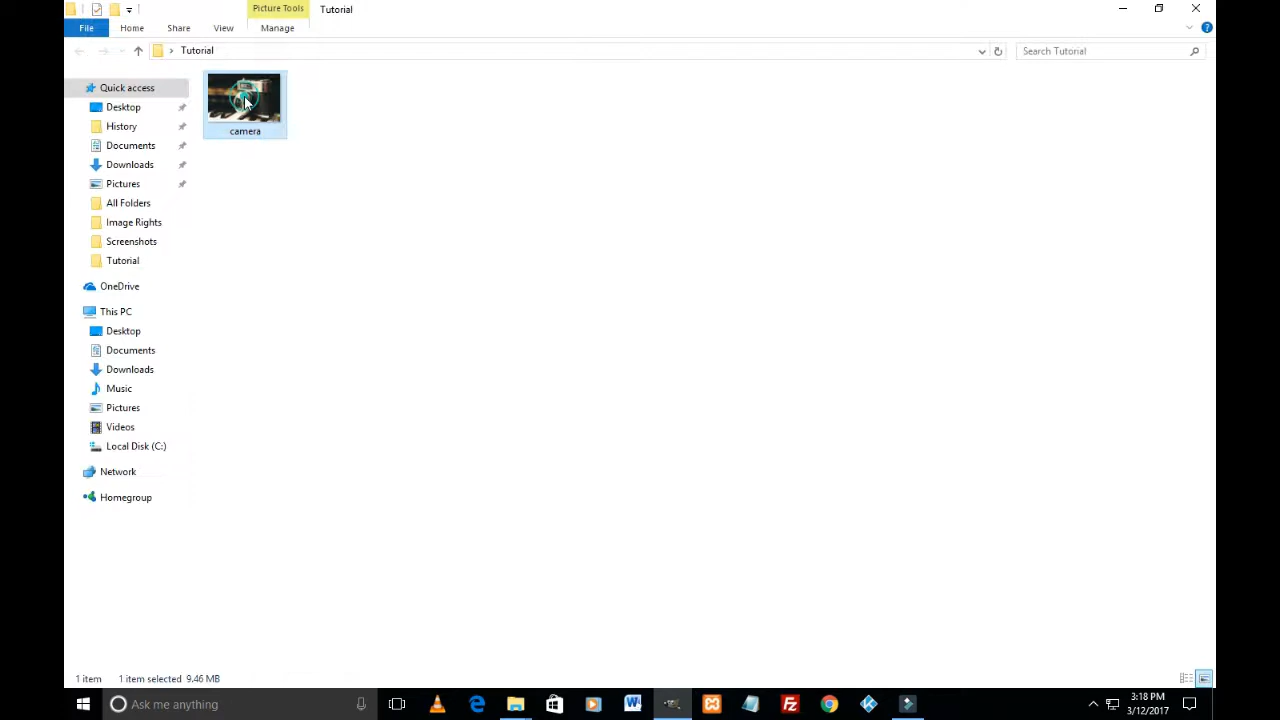 Picture Tools
Tutorial
File
Home
Share
View
Manage
Tutorial
Search Tutorial
Quick access
Desktop
History
Documents
Downloads
Pictures
All Folders
Image Rights
Screenshots
Tutorial
OneDrive
This PC
Desktop
Documents
Downloads
Music
Pictures
Videos
Local Disk (C:)
Network
Homegroup
camera
1 item
1 item selected 9.46 MB
Ask me anything
3:18 PM
3/12/2017